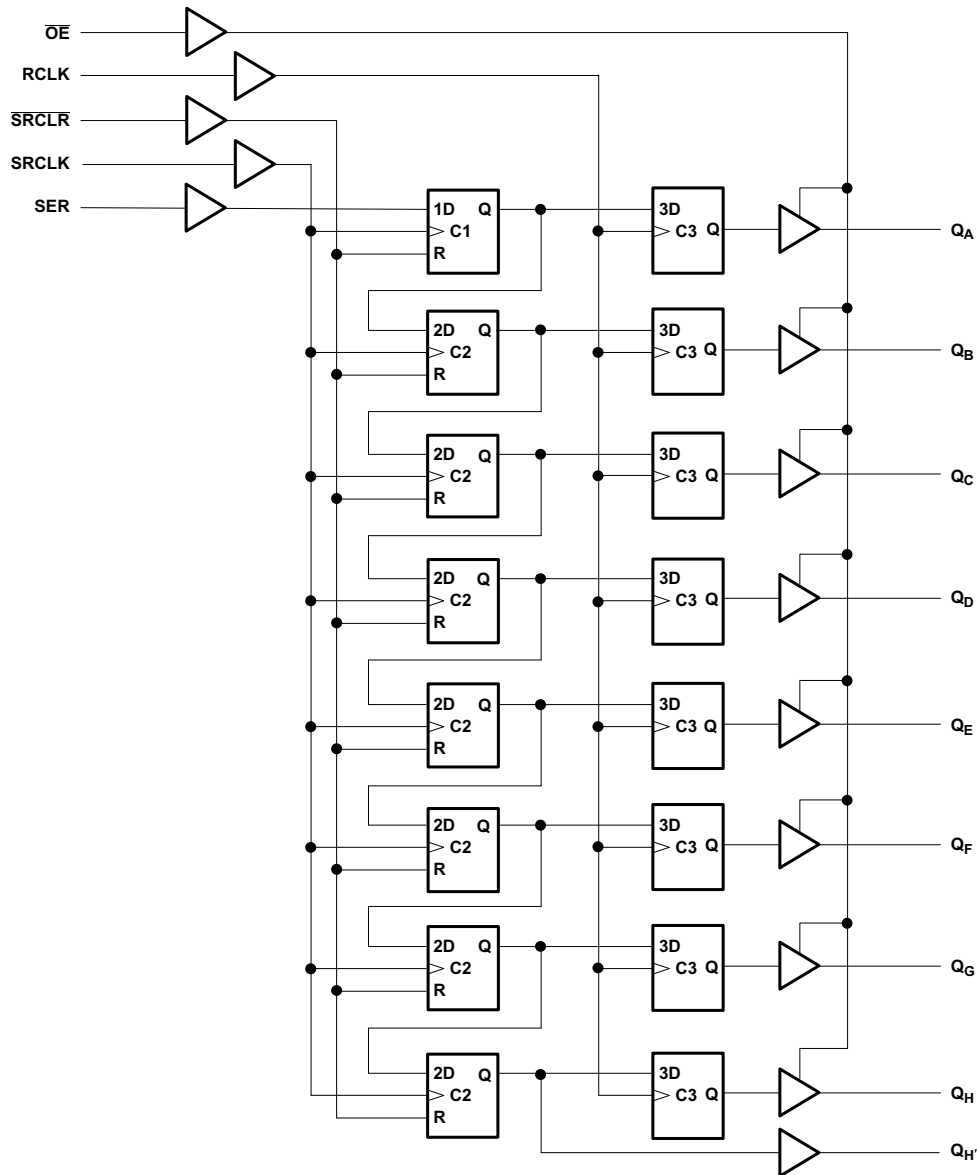 OE
RCLK
SRCLR
SRCLK
SER
1D Q
C1
R
3D
C3 Q
QA
2D Q
C2
R
3D
C3 Q
QB
2D Q
C2
R
3D
C3 Q
QC
2D Q
C2
R
3D
C3 Q
QD
2D Q
C2
R
3D
C3 Q
QE
2D Q
C2
R
3D
C3 Q
QF
2D Q
C2
R
3D
C3 Q
QG
2D Q
C2
R
3D
C3 Q
QH
QH'